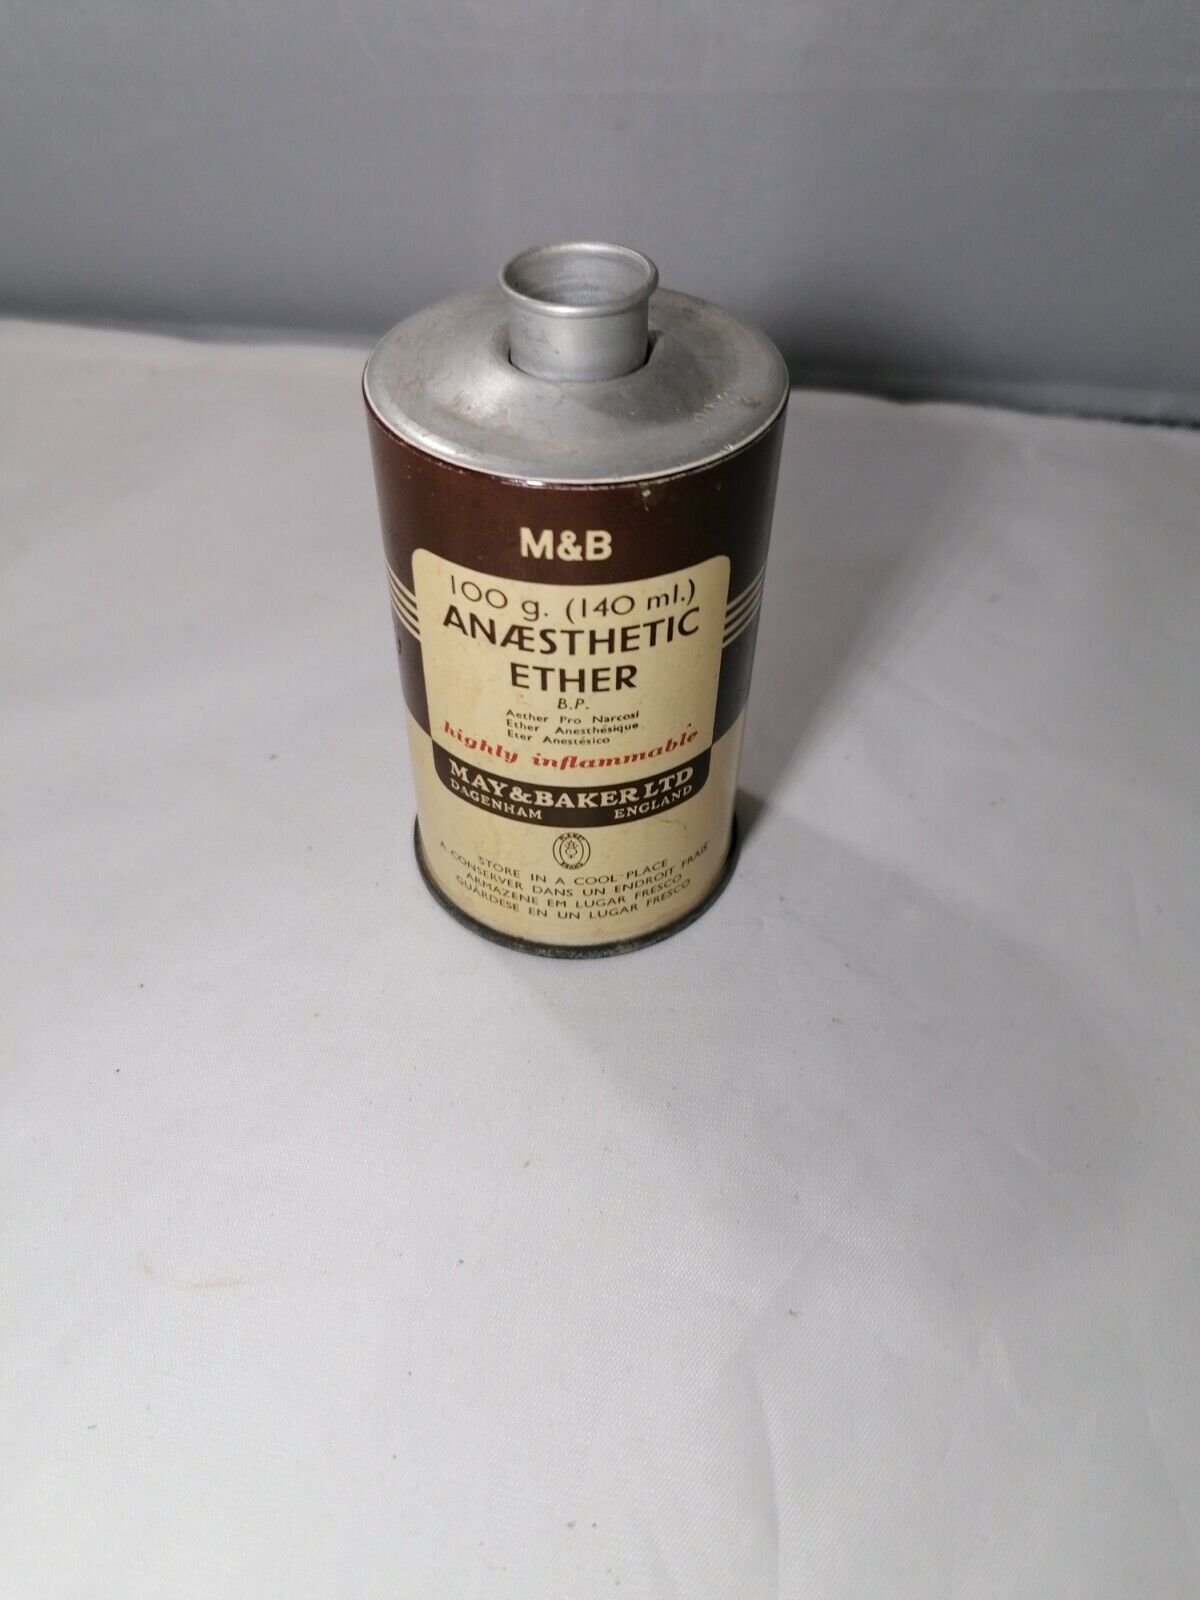 M&B
100 g. (140 ml.)
ANÆSTHETIC
ETHER
B.P.
Aether Pro Narcosi
Ether Anesthésique
Eter Anestésico
highly inflammable
MAY&BAKER LTD
DAGENHAM ENGLAND
STORE IN A COOL PLACE
A CONSERVER DANS UN ENDROIT FRAIS
ARMAZENE EM LUGAR FRESCO
GUÁRDESE EN UN LUGAR FRESCO